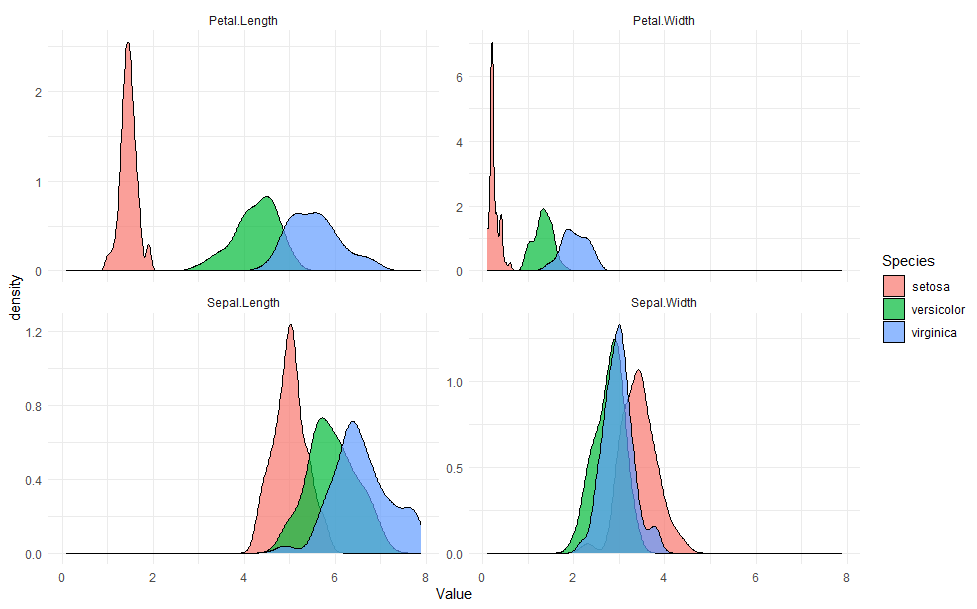 Petal.Length
Petal.Width
2
1
0
6
4
2
0
density
Sepal.Length
Sepal.Width
1.2
0.8
0.4
0.0
1.0
0.5
0.0
0 2 4 6 8
0 2 4 6 8
Value
Species
setosa
versicolor
virginica